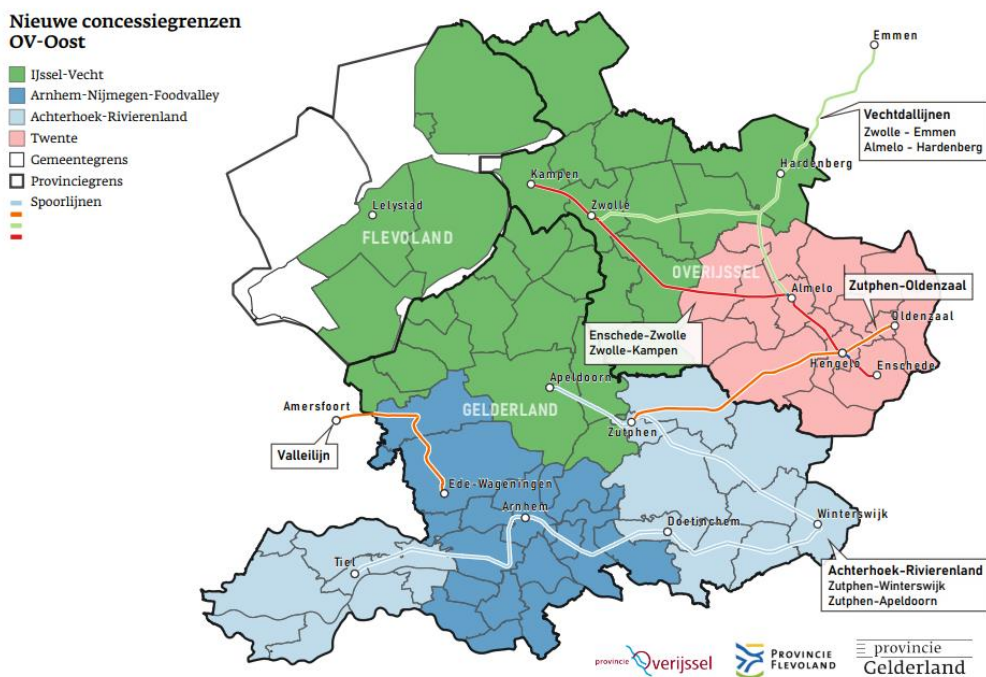 Nieuwe concessiegrenzen
OV-Oost
IJssel-Vecht
Arnhem-Nijmegen-Foodvalley
Achterhoek-Rivierenland
Twente
Gemeentegrens
Provinciegrens
Spoorlijnen
Emmen
Vechtdallijnen
Zwolle - Emmen
Almelo - Hardenberg
Hardenberg
Kampen
Zwolle
Lelystad
FLEVOLAND
OVERIJSSEL
Zutphen-Oldenzaal
Almelo
Oldenzaal
Enschede-Zwolle
Zwolle-Kampen
Hengelo
Enschede
Apeldoorn
GELDERLAND
Amersfoort
Zutphen
Valleilijn
Ede-Wageningen
Arnhem
Doetinchem
Winterswijk
Tiel
Achterhoek-Rivierenland
Zutphen-Winterswijk
Zutphen-Apeldoorn
provincie Overijssel
PROVINCIE
FLEVOLAND
provincie
Gelderland